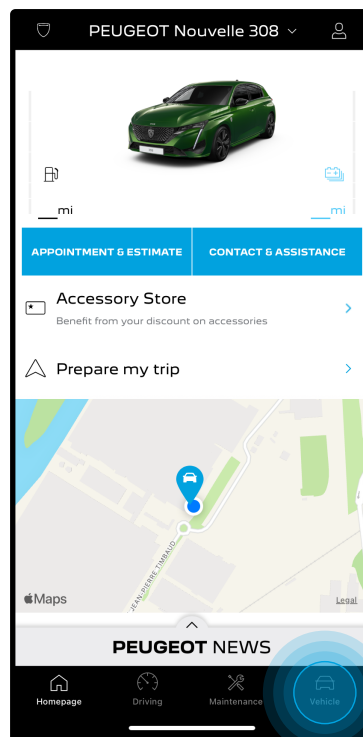 PEUGEOT Nouvelle 308
__mi
__mi
APPOINTMENT & ESTIMATE
CONTACT & ASSISTANCE
Accessory Store
Benefit from your discount on accessories
Prepare my trip
JEAN-PIERRE TIMBAUD
Maps
Legal
PEUGEOT NEWS
Homepage
Driving
Maintenance
Vehicle